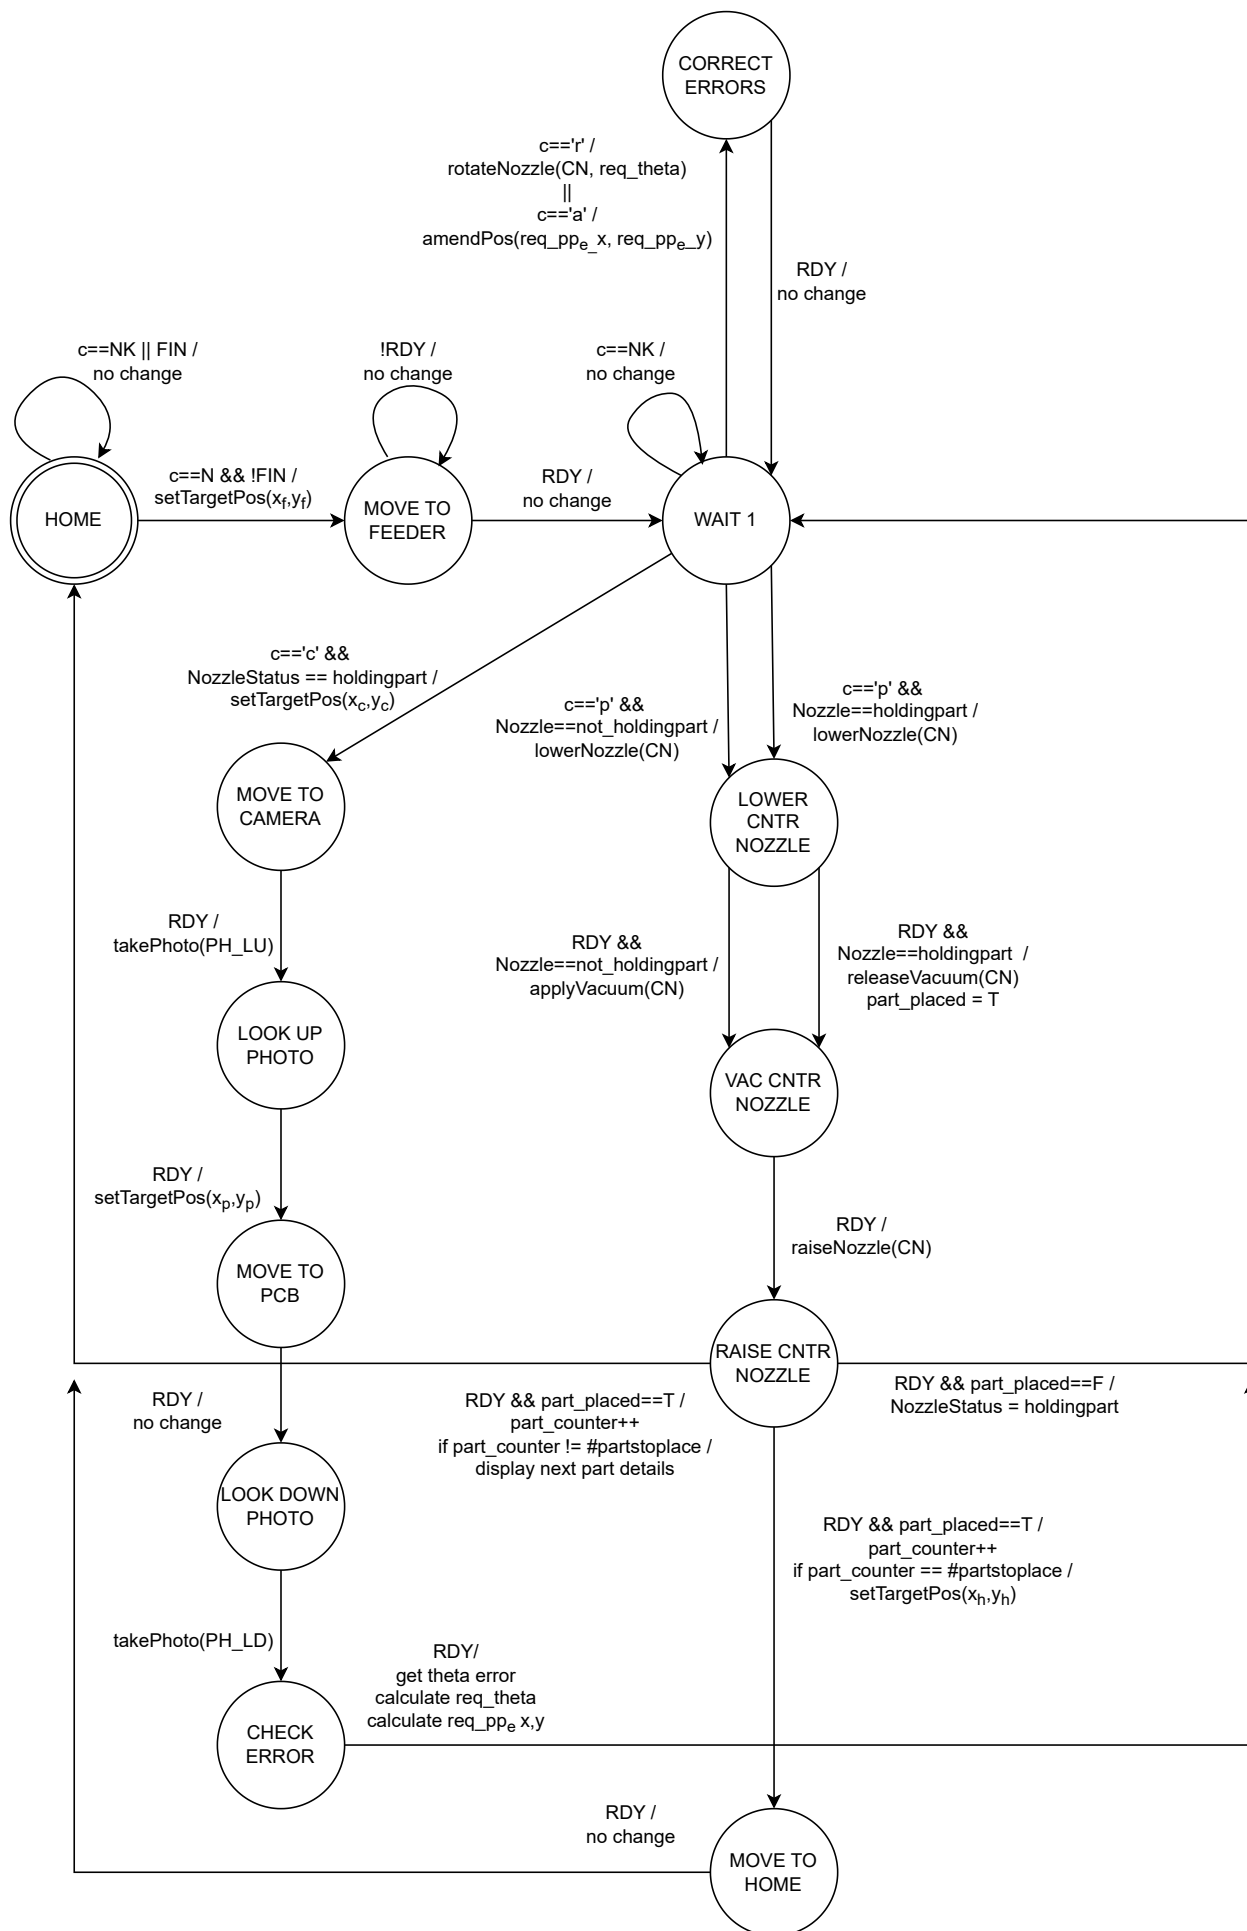 CORRECT
ERRORS
c=='r' /
rotateNozzle(CN, req_theta)
||
c=='a' /
amendPos(req_ppe_x, req_ppe_y)
RDY /
no change
c==NK || FIN /
no change
!RDY /
no change
c==NK /
no change
HOME
c==N && !FIN /
setTargetPos(xf,yf)
MOVE TO
FEEDER
RDY /
no change
WAIT 1
c=='c' &&
NozzleStatus == holdingpart /
setTargetPos(xc,yc)
c=='p' &&
Nozzle==not_holdingpart /
lowerNozzle(CN)
c=='p' &&
Nozzle==holdingpart /
lowerNozzle(CN)
MOVE TO
CAMERA
LOWER
CNTR
NOZZLE
RDY /
takePhoto(PH_LU)
RDY &&
Nozzle==not_holdingpart /
applyVacuum(CN)
RDY &&
Nozzle==holdingpart /
releaseVacuum(CN)
part_placed = T
LOOK UP
PHOTO
VAC CNTR
NOZZLE
RDY /
setTargetPos(xp,yp)
RDY /
raiseNozzle(CN)
MOVE TO
PCB
RAISE CNTR
NOZZLE
RDY /
no change
RDY && part_placed==T /
part_counter++
if part_counter != #partstoplace /
display next part details
RDY && part_placed==F /
NozzleStatus = holdingpart
LOOK DOWN
PHOTO
RDY && part_placed==T /
part_counter++
if part_counter == #partstoplace /
setTargetPos(xh,yh)
takePhoto(PH_LD)
RDY/
get theta error
calculate req_theta
calculate req_ppe x,y
CHECK
ERROR
RDY /
no change
MOVE TO
HOME